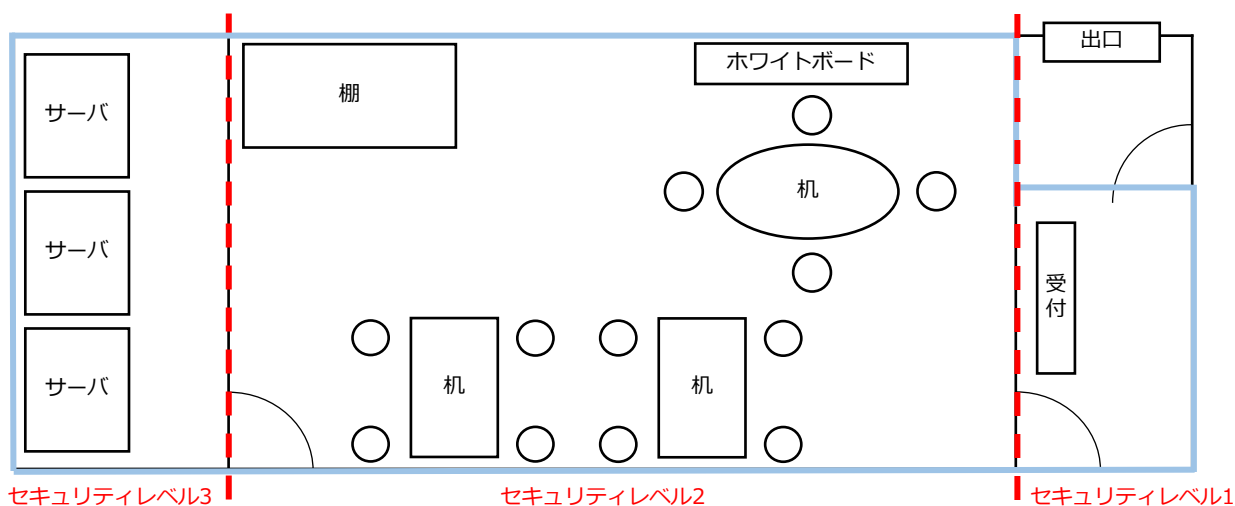 出口
ホワイトボード
棚
サーバ
机
サーバ
受付
サーバ
机
机
セキュリティレベル3
セキュリティレベル2
セキュリティレベル1